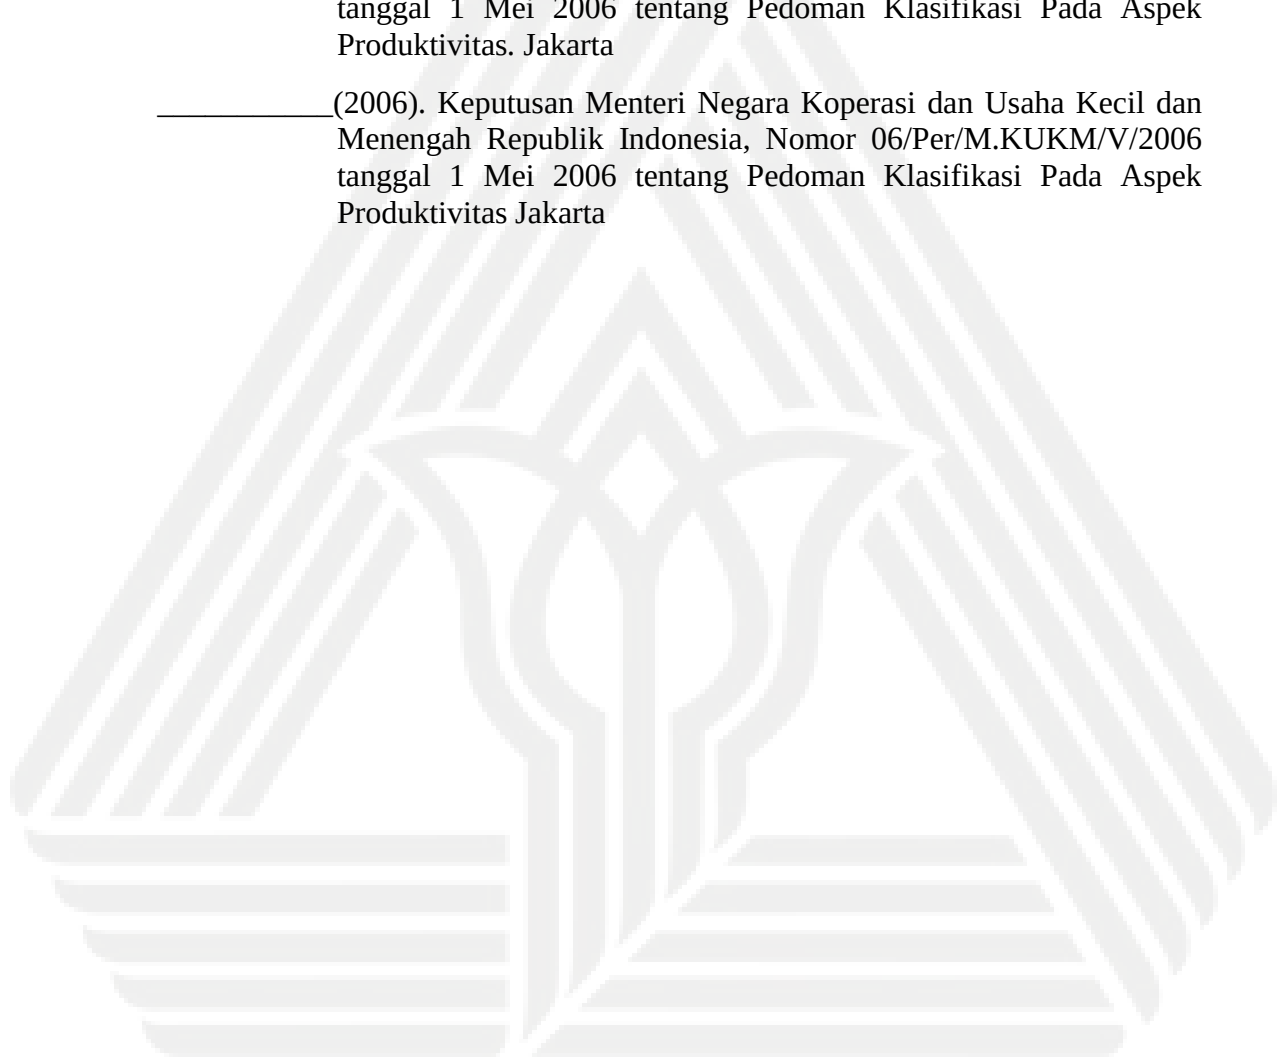 tanggal 1 Mei 2006 tentang Pedoman Klasifikasi Pada Aspek
Produktivitas. Jakarta
___________(2006). Keputusan Menteri Negara Koperasi dan Usaha Kecil dan
Menengah Republik Indonesia, Nomor 06/Per/M.KUKM/V/2006
tanggal 1 Mei 2006 tentang Pedoman Klasifikasi Pada Aspek
Produktivitas Jakarta